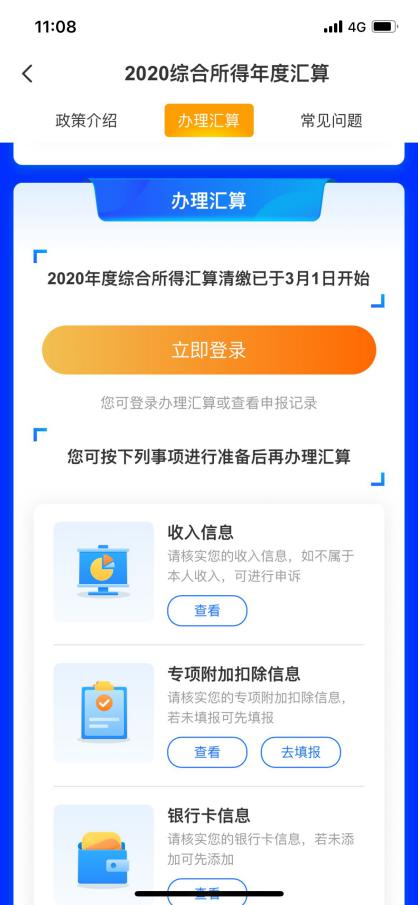 11:08
4G
2020综合所得年度汇算
政策介绍
办理汇算
常见问题
办理汇算
2020年度综合所得汇算清缴已于3月1日开始
立即登录
您可登录办理汇算或查看申报记录
您可按下列事项进行准备后再办理汇算
收入信息
请核实您的收入信息，如不属于
本人收入，可进行申诉
查看
专项附加扣除信息
请核实您的专项附加扣除信息，
若未填报可先填报
查看
去填报
银行卡信息
请核实您的银行卡信息，若未添
加可先添加
查看